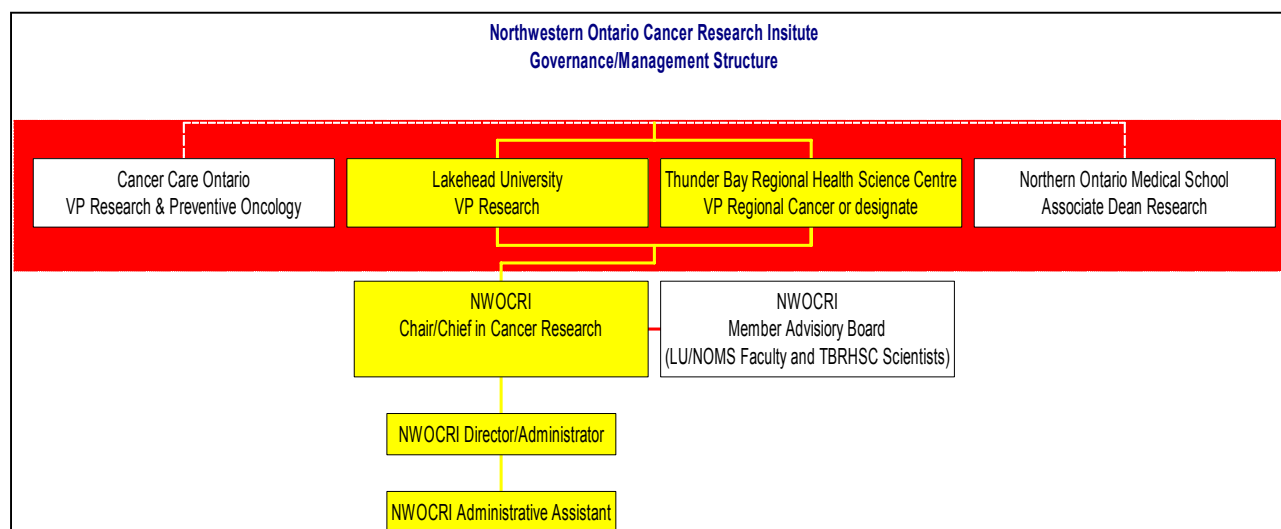 Northwestern Ontario Cancer Research Insitute
Governance/Management Structure
Cancer Care Ontario
VP Research & Preventive Oncology
Lakehead University
VP Research
Thunder Bay Regional Health Science Centre
VP Regional Cancer or designate
Northern Ontario Medical School
Associate Dean Research
NWOCRI
Chair/Chief in Cancer Research
NWOCRI
Member Advisiory Board
(LU/NOMS Faculty and TBRHSC Scientists)
NWOCRI Director/Administrator
NWOCRI Administrative Assistant